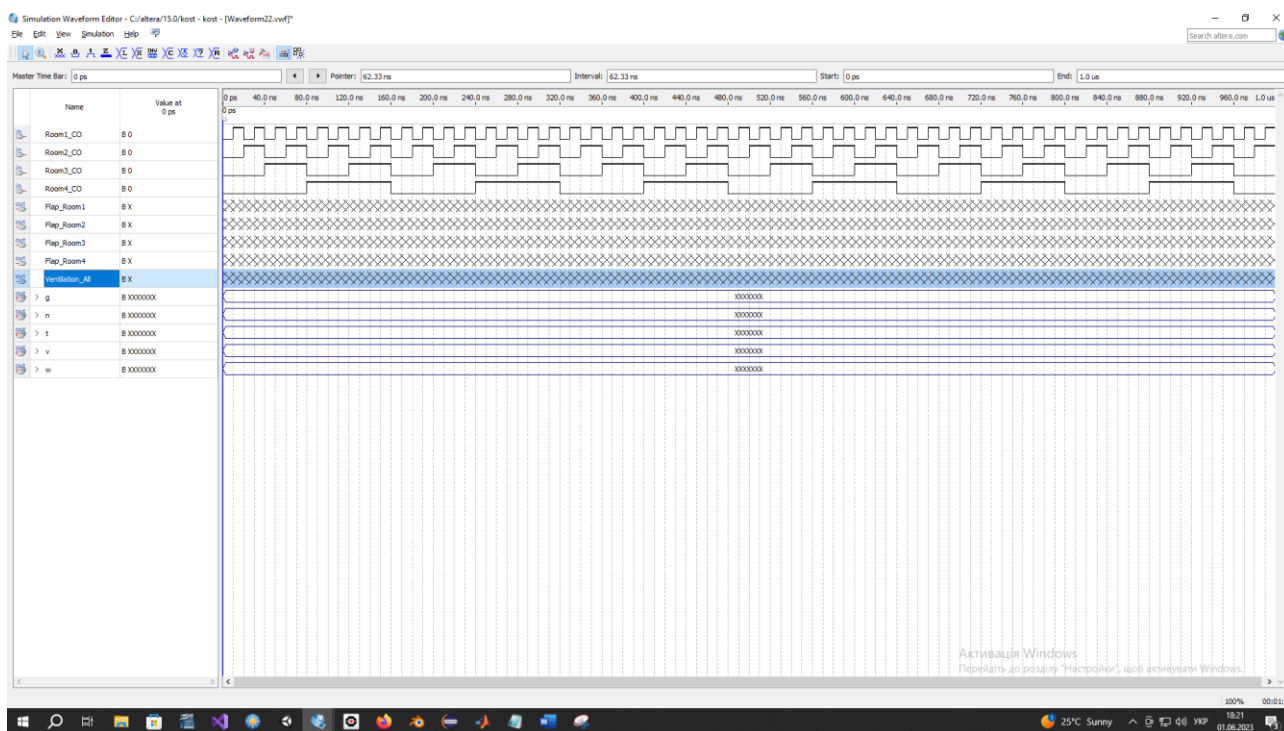 Simulation Waveform Editor - C:/altera/15.0/kost - kost - [Waveform22.vwf]*
File Edit View Simulation Help
Search altera.com
Master Time Bar: 0 ps Pointer: 62.33 ns Interval: 62.33 ns Start: 0 ps End: 1.0 us
Name Value at 0 ps
0 ps 40.0 ns 80.0 ns 120.0 ns 160.0 ns 200.0 ns 240.0 ns 280.0 ns 320.0 ns 360.0 ns 400.0 ns 440.0 ns 480.0 ns 520.0 ns 560.0 ns 600.0 ns 640.0 ns 680.0 ns 720.0 ns 760.0 ns 800.0 ns 840.0 ns 880.0 ns 920.0 ns 960.0 ns 1.0 us
0 ps
Room1_CO B 0
Room2_CO B 0
Room3_CO B 0
Room4_CO B 0
Flap_Room1 B X
Flap_Room2 B X
Flap_Room3 B X
Flap_Room4 B X
Ventilation_All B X
> g B XXXXXXX XXXXXXX
> n B XXXXXXX XXXXXXX
> t B XXXXXXX XXXXXXX
> v B XXXXXXX XXXXXXX
> w B XXXXXXX XXXXXXX
Активація Windows
Перейдіть до розділу "Настройки", щоб активувати Windows.
100% 00:01:
25°C Sunny УКР 18:21
01.06.2023